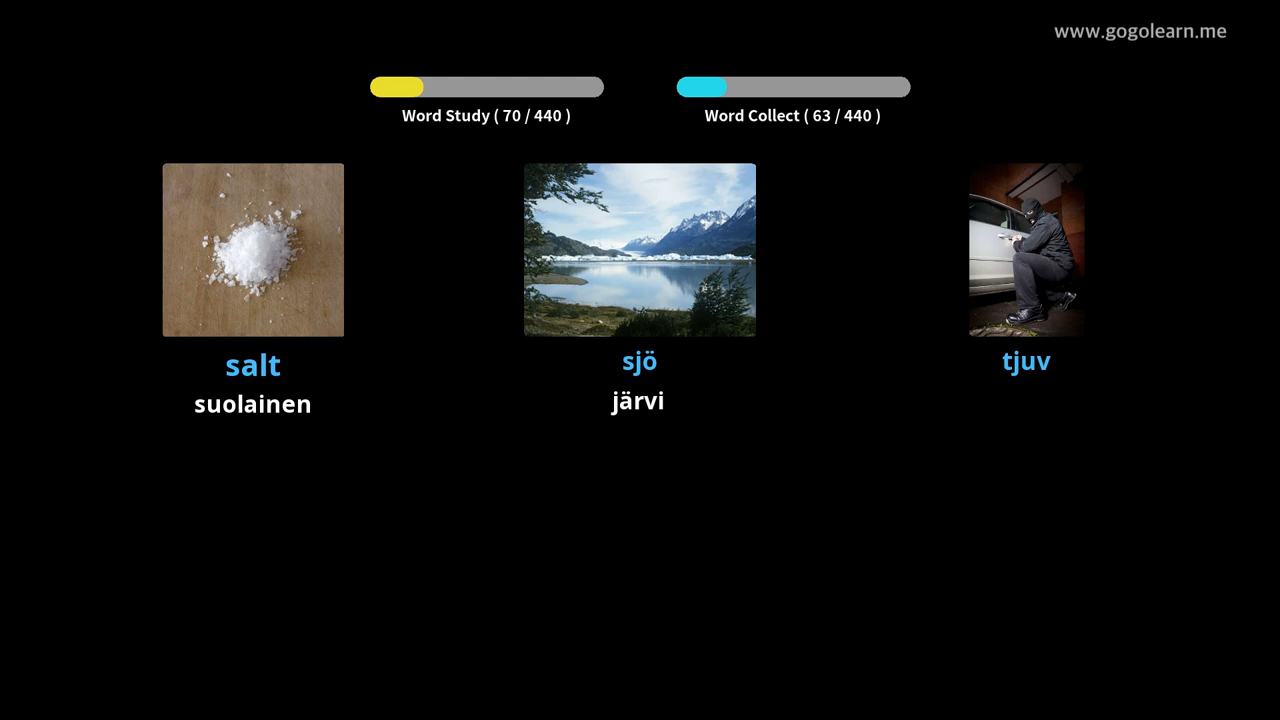 www.gogolearn.me
Word Study ( 70 / 440 )
Word Collect ( 63 / 440 )
salt
suolainen
sjö
järvi
tjuv